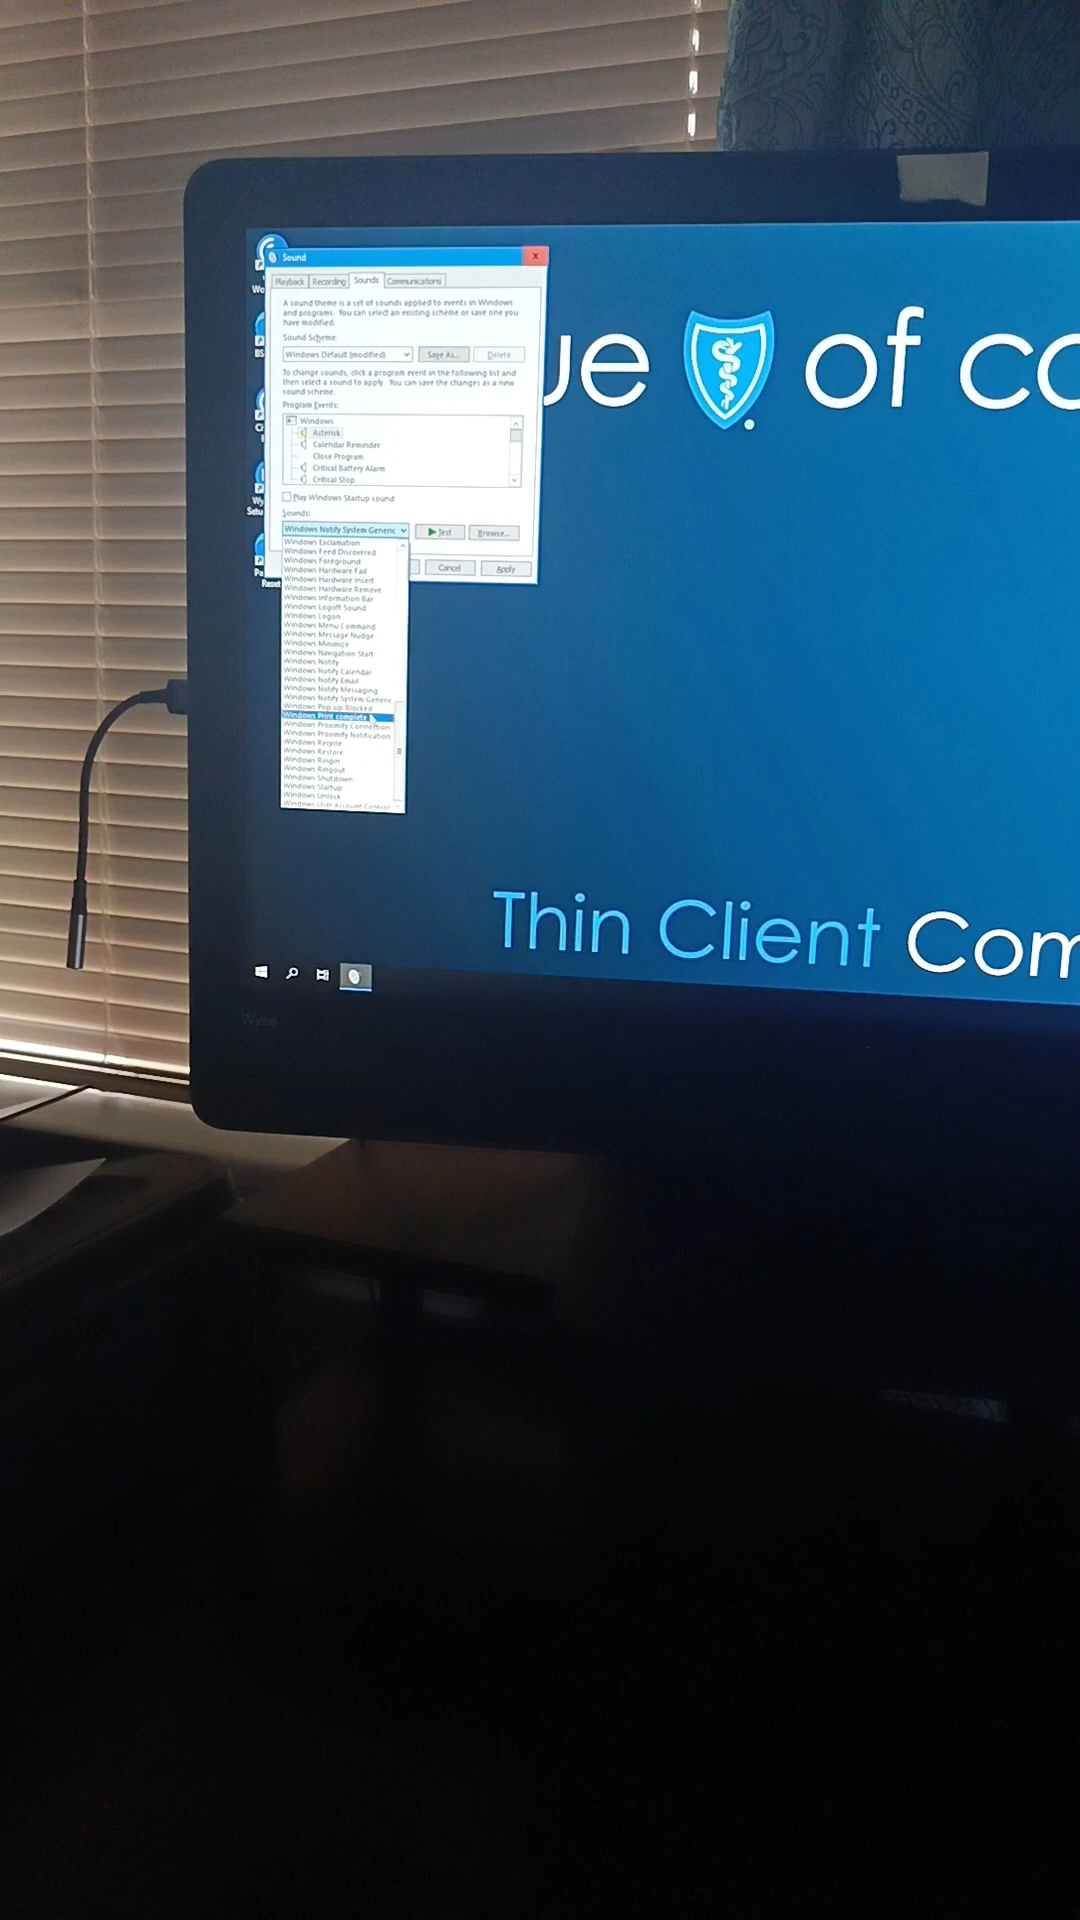 Sound
Playback Recording Sounds Communications
A sound theme is a set of sounds applied to events in Windows
and programs. You can select an existing scheme or save one you
have modified.
Sound Scheme:
Windows Default (modified) Save As... Delete
To change sounds, click a program event in the following list and
then select a sound to apply. You can save the changes as a new
sound scheme.
Program Events:
Windows
Asterisk
Calendar Reminder
Close Program
Critical Battery Alarm
Critical Stop
Play Windows Startup sound
Sounds:
Windows Notify System Generic Test Browse...
Cancel Apply
Windows Exclamation
Windows Feed Discovered
Windows Foreground
Windows Hardware Fail
Windows Hardware Insert
Windows Hardware Remove
Windows Information Bar
Windows Logoff Sound
Windows Logon
Windows Menu Command
Windows Message Nudge
Windows Minimize
Windows Navigation Start
Windows Notify
Windows Notify Calendar
Windows Notify Email
Windows Notify Messaging
Windows Notify System Generic
Windows Pop-up Blocked
Windows Print complete
Windows Proximity Connection
Windows Proximity Notification
Windows Recycle
Windows Restore
Windows Ringin
Windows Ringout
Windows Shutdown
Windows Startup
Windows Unlock
Windows User Account Control
Wo
BS
Ci
Wy
Setu
Pa
Reset
ue of co
Thin Client Com
Wyse